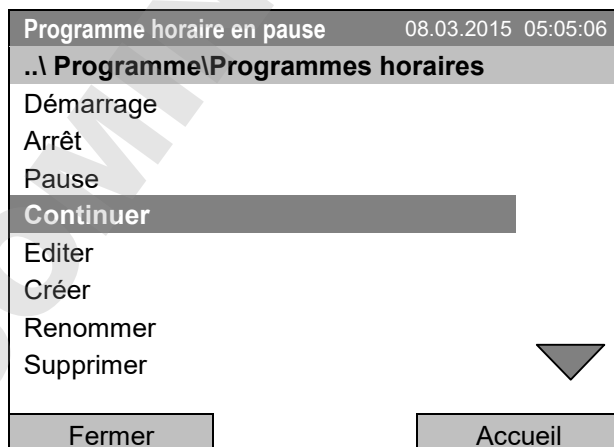 Programme horaire en pause 08.03.2015 05:05:06
..\ Programme\Programmes horaires
Démarrage
Arrêt
Pause
Continuer
Editer
Créer
Renommer
Supprimer
Fermer Accueil